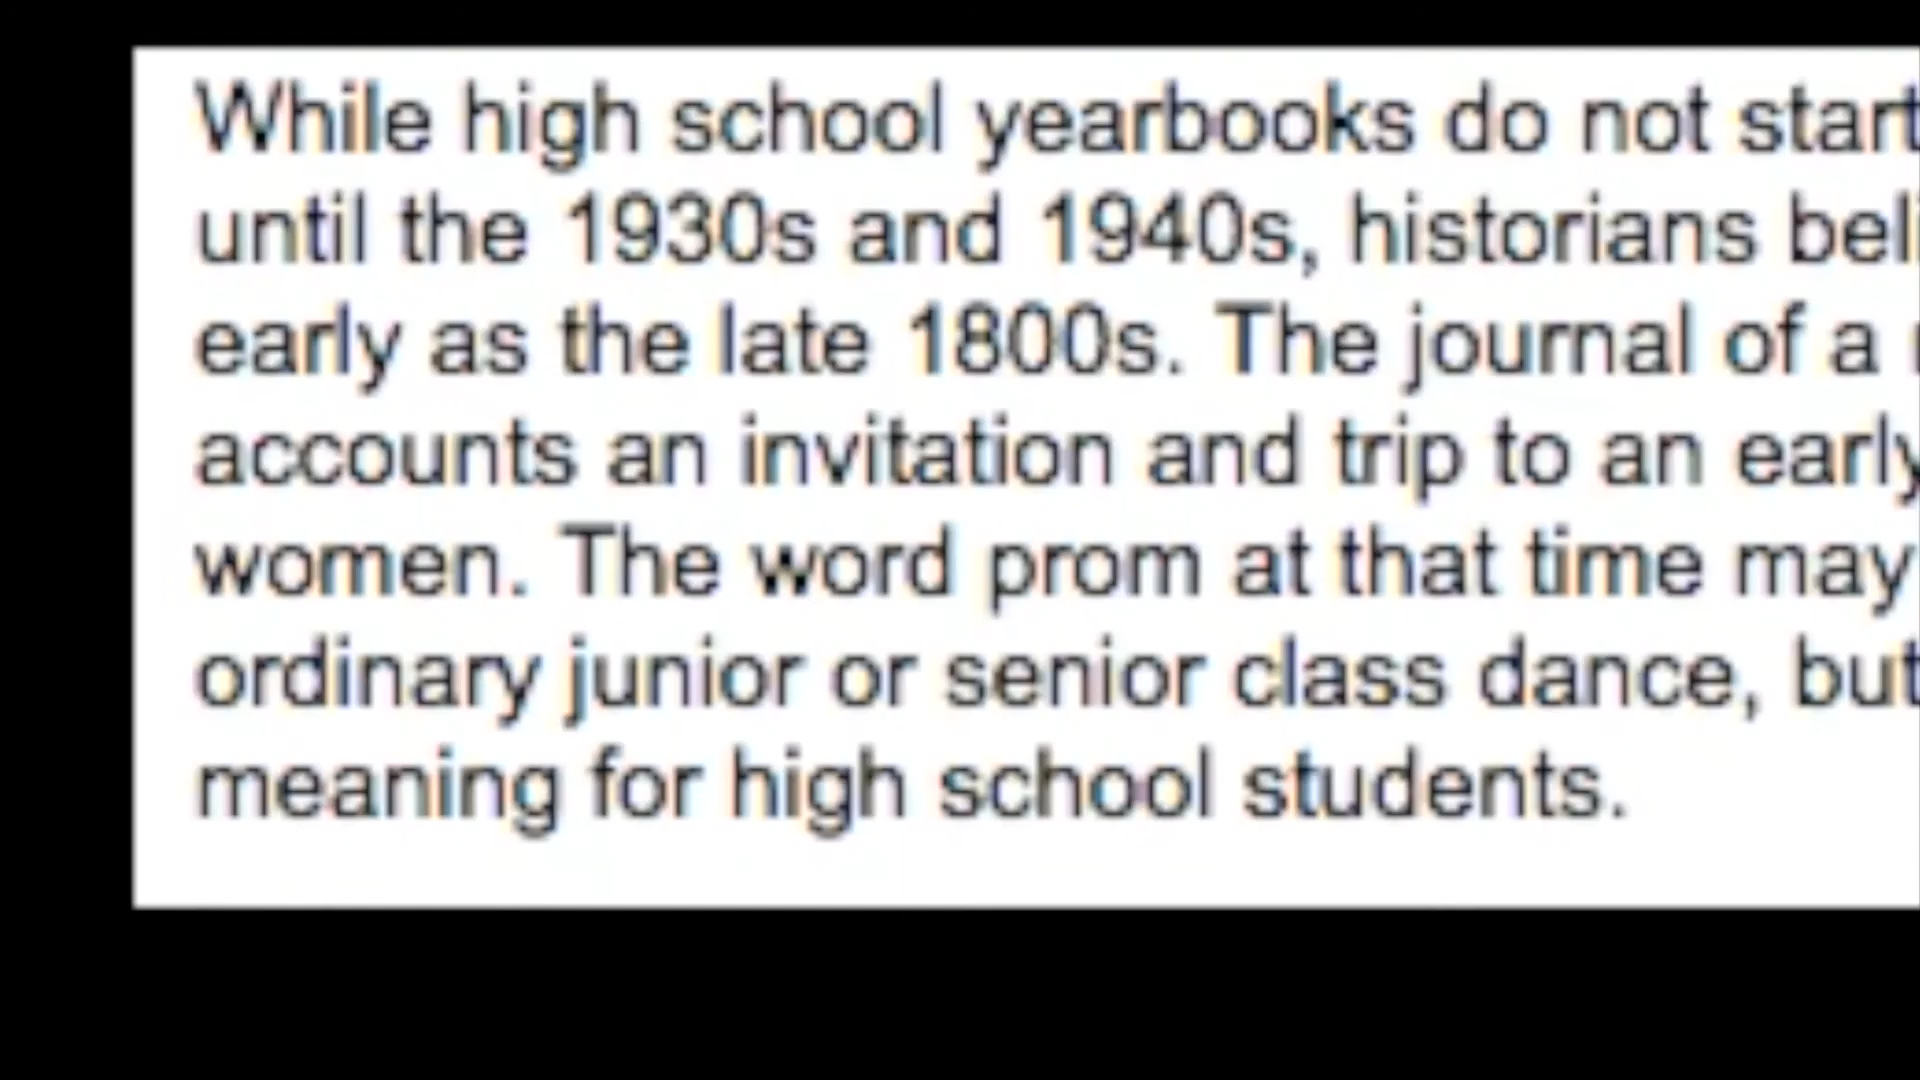 While high school yearbooks do not start
until the 1930s and 1940s, historians
early as the late 1800s. The journal of a
accounts an invitation and trip to an early
women. The word prom at that time may
ordinary junior or senior class dance, but
meaning for high school students.